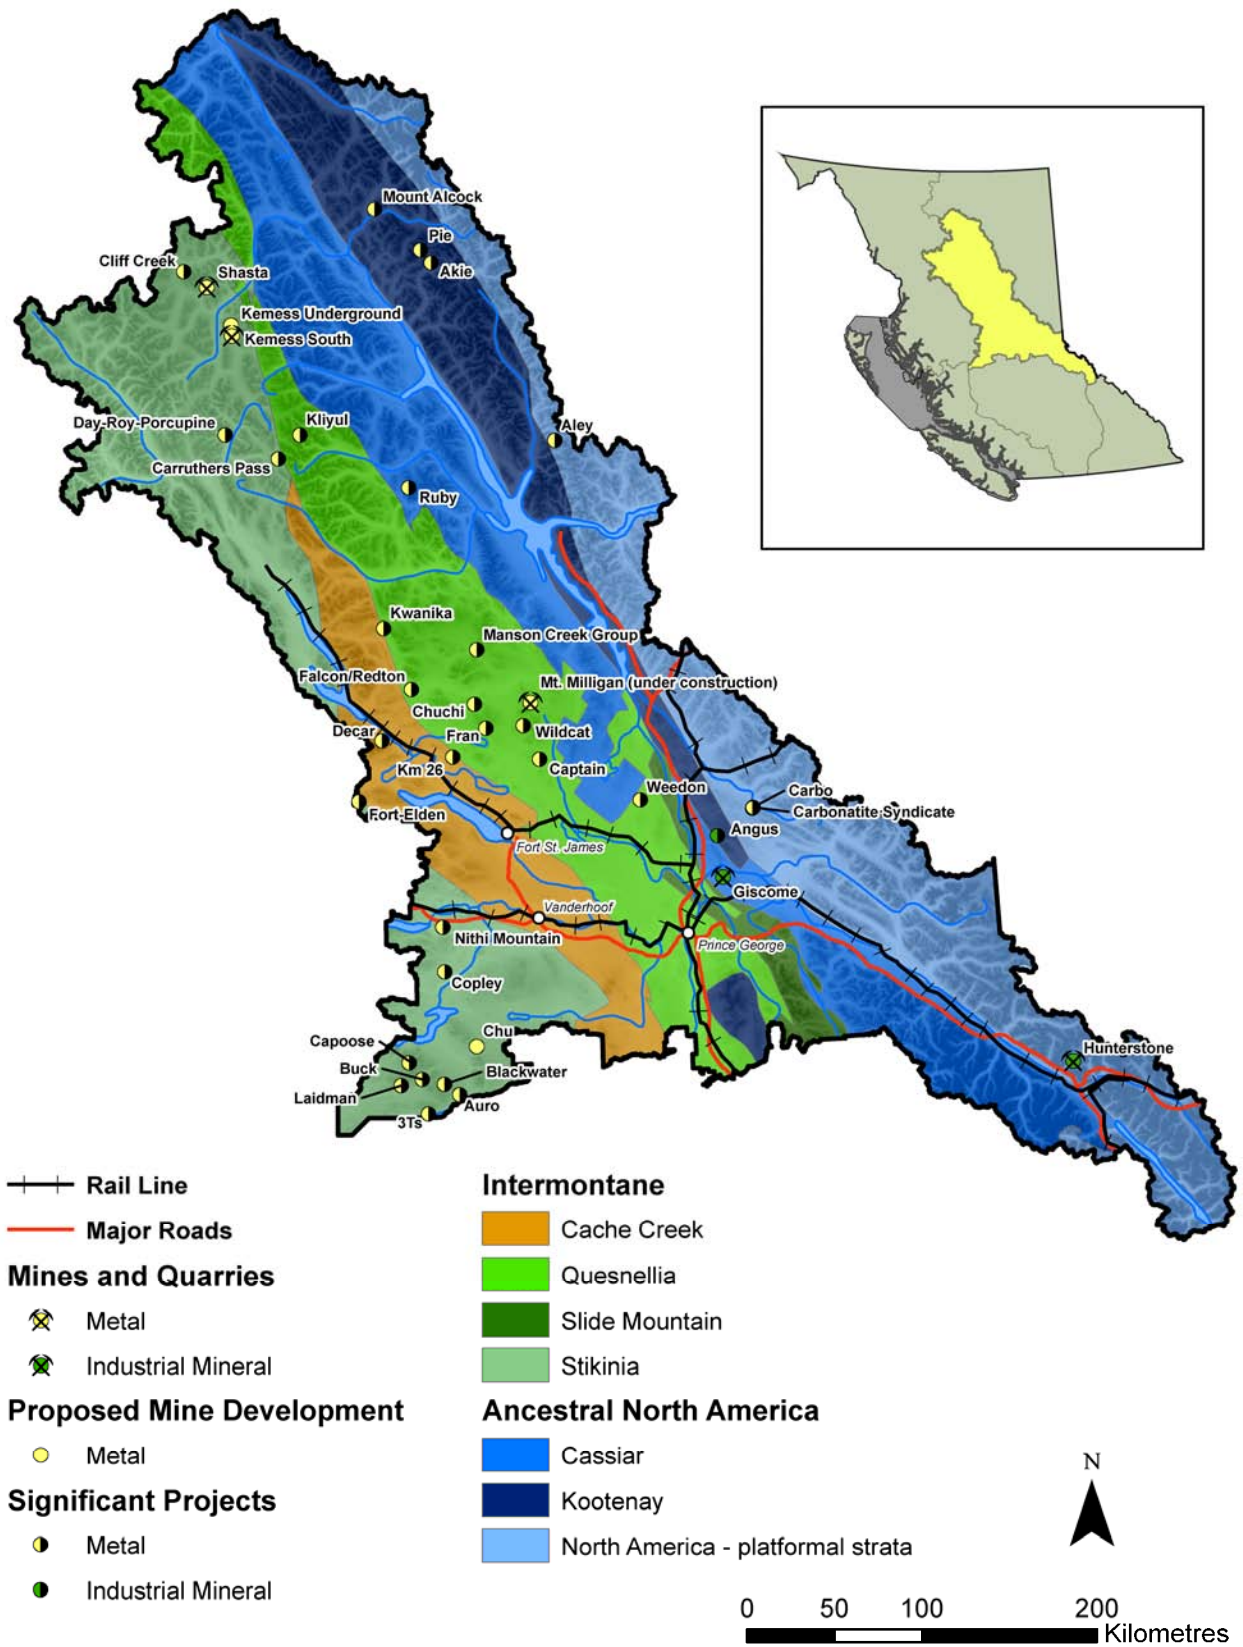 Mount Alcock
Pie
Akie
Cliff Creek
Shasta
Kemess Underground
Kemess South
Day-Roy-Porcupine
Kliyul
Aley
Carruthers Pass
Ruby
Kwanika
Manson Creek Group
Falcon/Redton
Mt. Milligan (under construction)
Chuchi
Decar
Fran
Wildcat
Km 26
Captain
Weedon
Carbo
Fort-Elden
Carbonatite Syndicate
Angus
Fort St. James
Giscome
Vanderhoof
Nithi Mountain
Prince George
Copley
Chu
Capoose
Hunterstone
Buck
Blackwater
Laidman
Auro
3Ts
Rail Line
Major Roads
Mines and Quarries
Metal
Industrial Mineral
Proposed Mine Development
Metal
Significant Projects
Metal
Industrial Mineral
Intermontane
Cache Creek
Quesnellia
Slide Mountain
Stikinia
Ancestral North America
Cassiar
Kootenay
North America - platformal strata
N
0 50 100 200
Kilometres